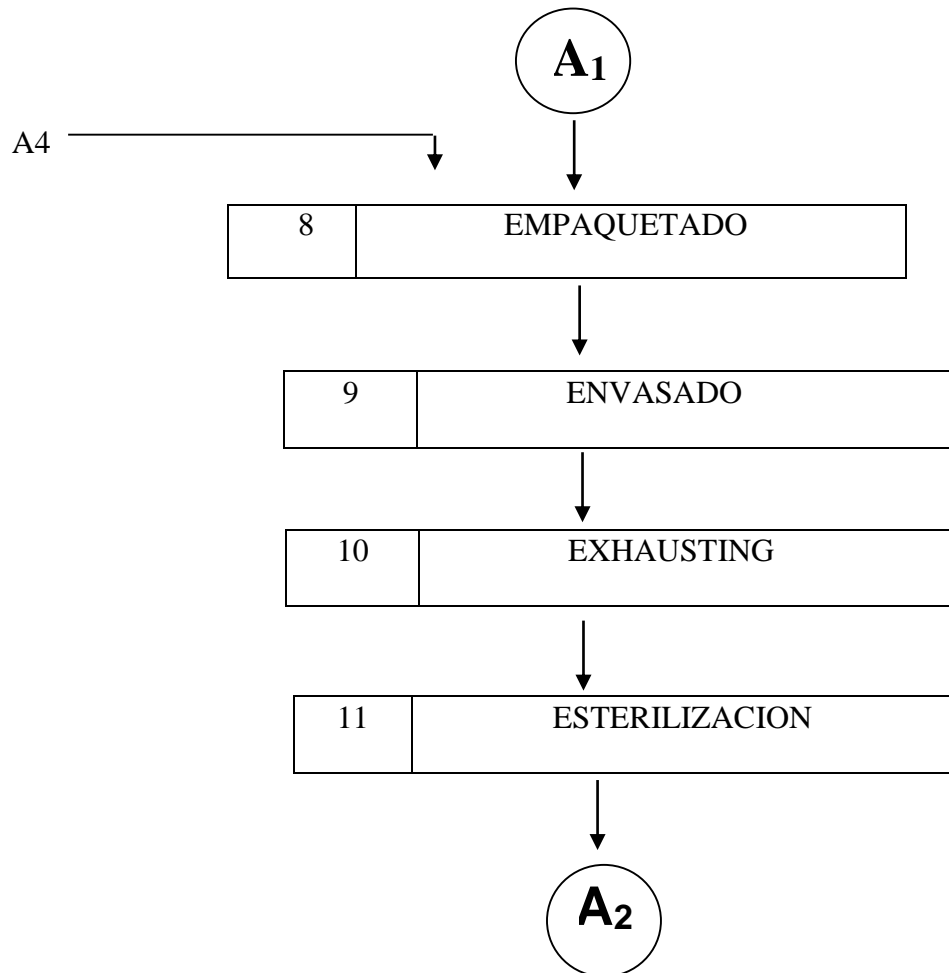 A1
A4
8 EMPAQUETADO
9 ENVASADO
10 EXHAUSTING
11 ESTERILIZACION
A2